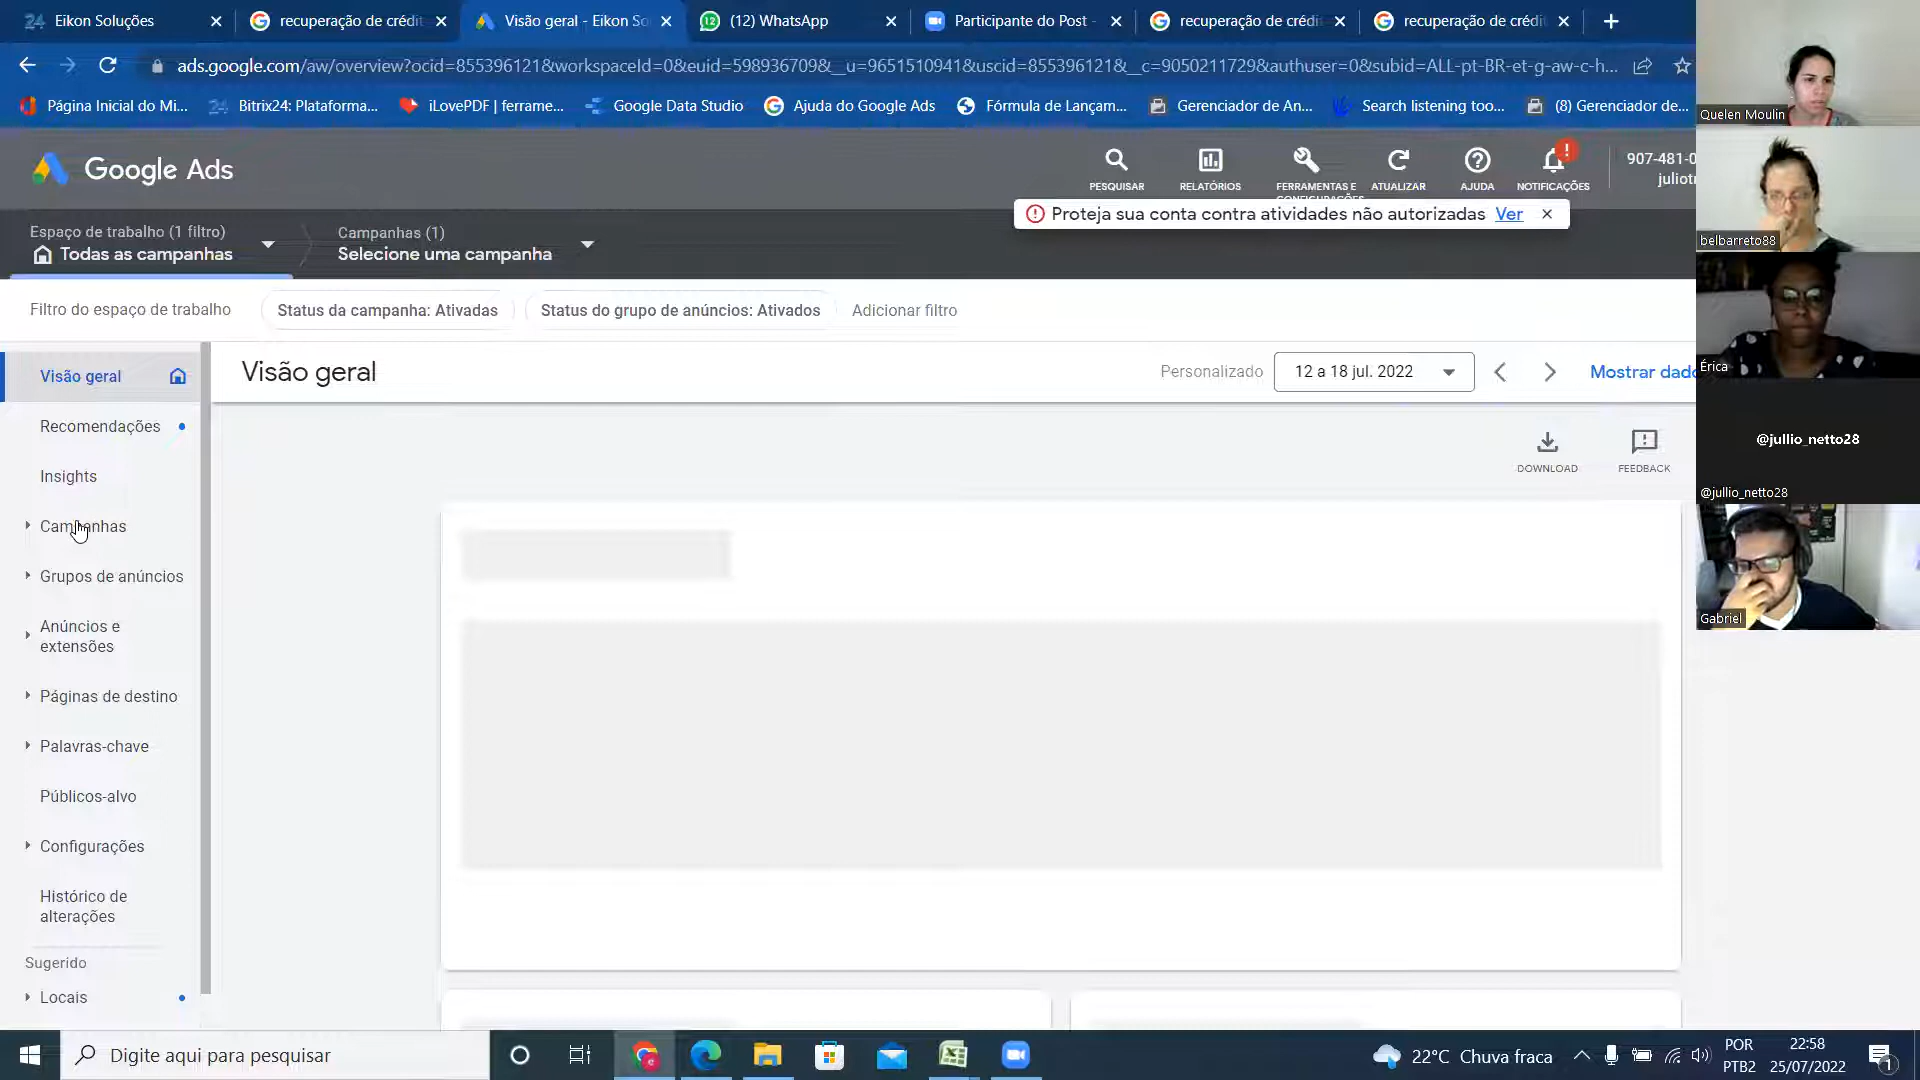 Eikon Soluções
recuperação de crédit
Visão geral - Eikon So
(12) WhatsApp
Participante do Post -
recuperação de crédi
recuperação de crédi
ads.google.com/aw/overview?ocid=855396121&workspaceId=0&euid=598936709&__u=9651510941&uscid=855396121&__c=9050211729&authuser=0&subid=ALL-pt-BR-et-g-aw-c-h...
Página Inicial do Mi...
24 Bitrix24: Plataforma...
iLovePDF | ferrame...
Google Data Studio
Ajuda do Google Ads
Fórmula de Lançam...
Gerenciador de An...
Search listening too...
(8) Gerenciador de...
Google Ads
PESQUISAR
RELATÓRIOS
FERRAMENTAS E
CONFIGURAÇÕES
ATUALIZAR
AJUDA
NOTIFICAÇÕES
907-481-0
juliotr
Proteja sua conta contra atividades não autorizadas Ver
Espaço de trabalho (1 filtro)
Todas as campanhas
Campanhas (1)
Selecione uma campanha
Filtro do espaço de trabalho
Status da campanha: Ativadas
Status do grupo de anúncios: Ativados
Adicionar filtro
Visão geral
Recomendações
Insights
Campanhas
Grupos de anúncios
Anúncios e
extensões
Páginas de destino
Palavras-chave
Públicos-alvo
Configurações
Histórico de
alterações
Sugerido
Locais
Visão geral
Personalizado
12 a 18 jul. 2022
Mostrar dado
DOWNLOAD
FEEDBACK
Quelen Moulin
belbarreto88
Érica
@jullio_netto28
@jullio_netto28
Gabriel
Digite aqui para pesquisar
22°C Chuva fraca
POR
PTB2
22:58
25/07/2022
1